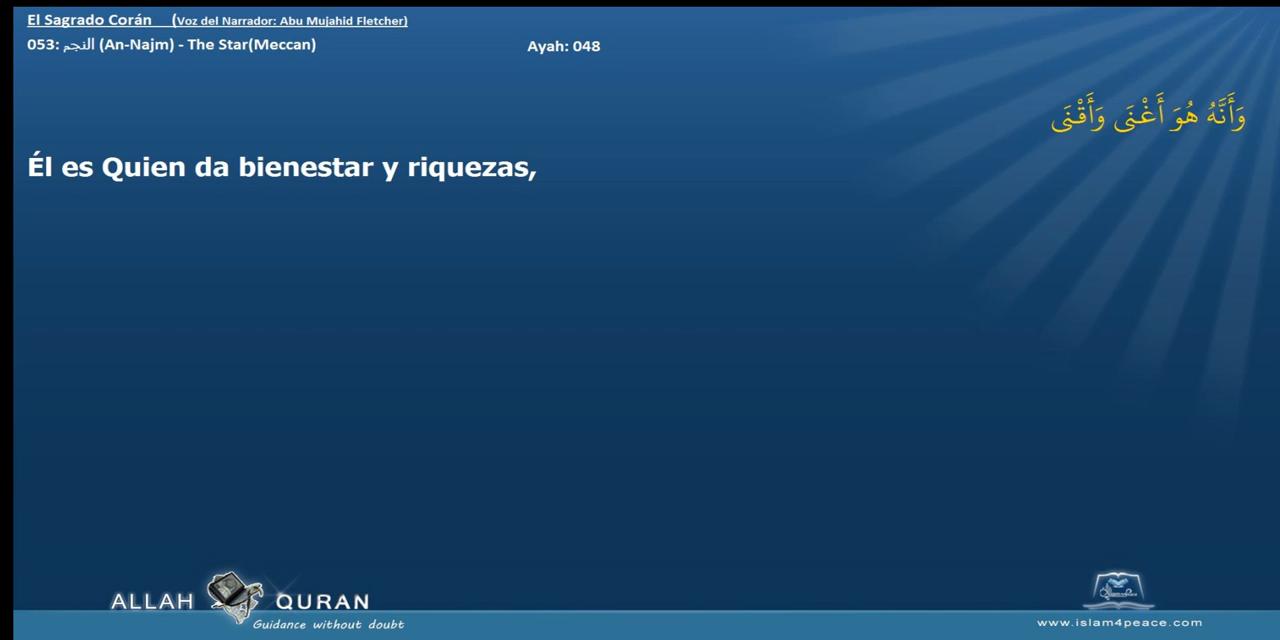 El Sagrado Corán (Voz del Narrador: Abu Mujahid Fletcher)
053: النجم (An-Najm) - The Star(Meccan) Ayah: 048
وَأَنَّهُ هُوَ أَغْنَى وَأَقْنَى
Él es Quien da bienestar y riquezas,
ALLAH QURAN
Guidance without doubt
www.islam4peace.com